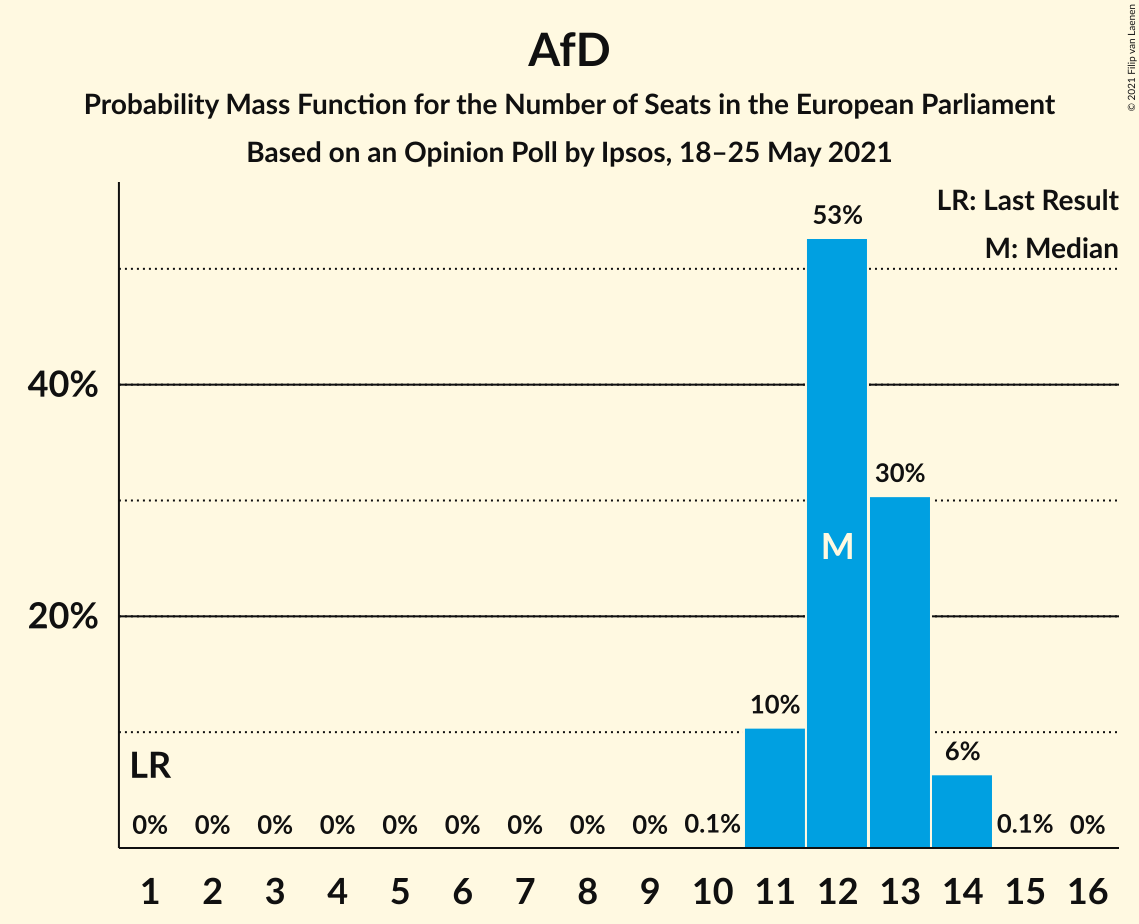 AfD
Probability Mass Function for the Number of Seats in the European Parliament
Based on an Opinion Poll by Ipsos, 18–25 May 2021
© 2021 Filip van Laenen
LR: Last Result
M: Median
53%
40%
30%
M
20%
10%
6%
LR
0% 0% 0% 0% 0% 0% 0% 0% 0% 0.1% 0.1% 0%
1 2 3 4 5 6 7 8 9 10 11 12 13 14 15 16